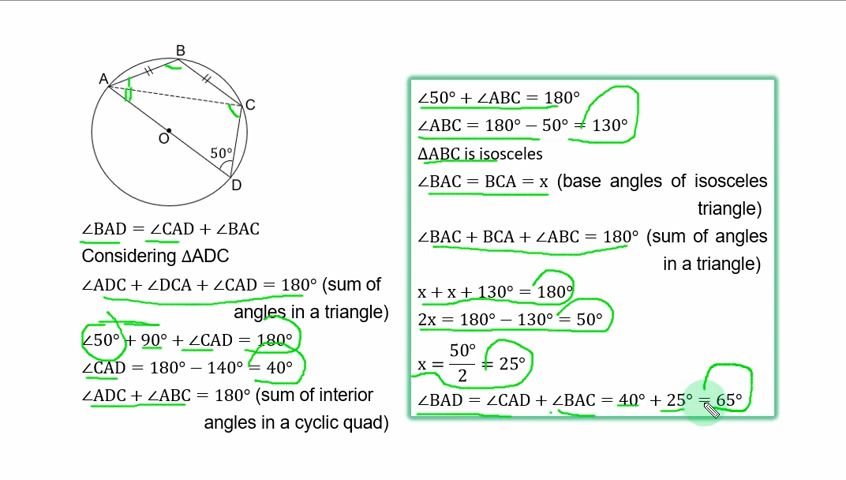 B
A
C
O
50°
D
∠BAD = ∠CAD + ∠BAC
Considering ΔADC
∠ADC + ∠DCA + ∠CAD = 180° (sum of
angles in a triangle)
∠50° + 90° + ∠CAD = 180°
∠CAD = 180° − 140° = 40°
∠ADC + ∠ABC = 180° (sum of interior
angles in a cyclic quad)
∠50° + ∠ABC = 180°
∠ABC = 180° − 50° = 130°
ΔABC is isosceles
∠BAC = BCA = x (base angles of isosceles
triangle)
∠BAC + BCA + ∠ABC = 180° (sum of angles
in a triangle)
x + x + 130° = 180°
2x = 180° − 130° = 50°
x = 50°/2 = 25°
∠BAD = ∠CAD + ∠BAC = 40° + 25° = 65°